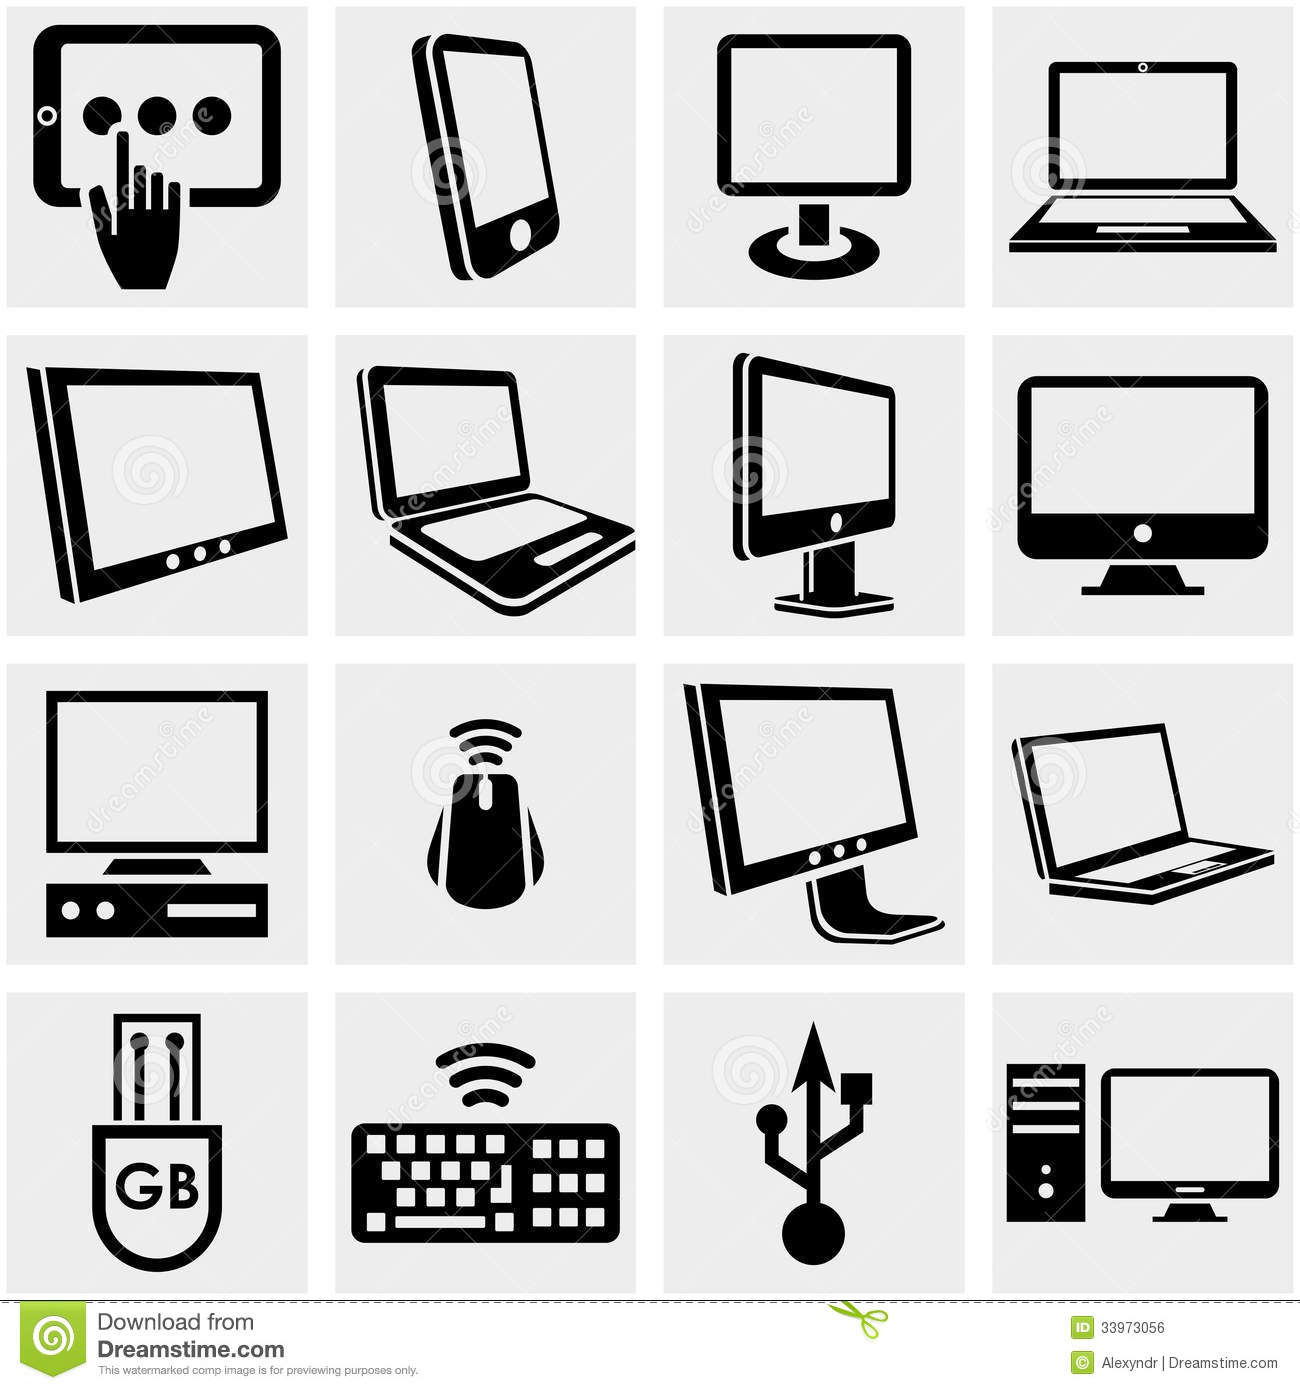 GB
Download from
Dreamstime.com
This watermarked comp image is for previewing purposes only.
ID 33973056
© Alexyndr | Dreamstime.com